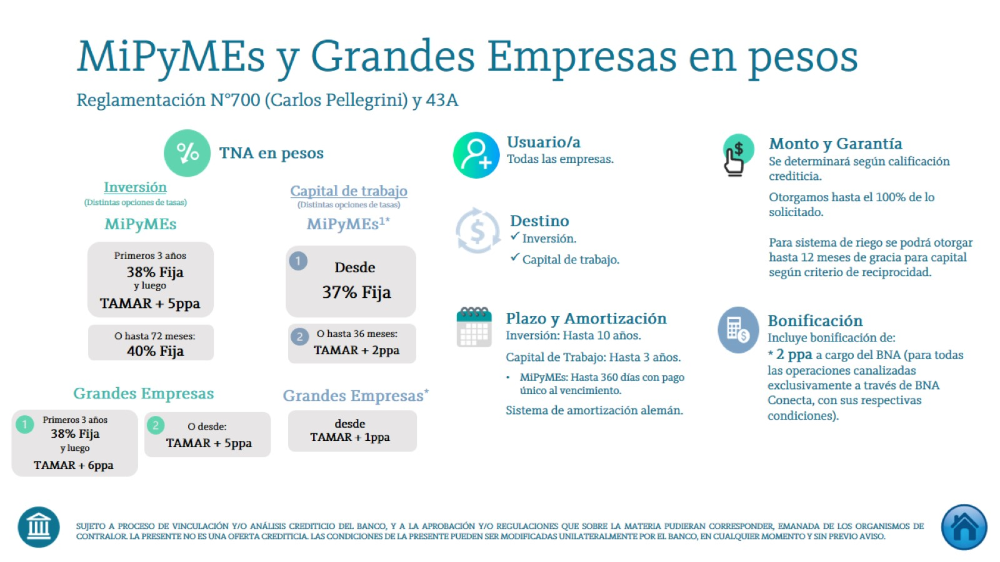 MiPyMEs y Grandes Empresas en pesos
Reglamentación N°700 (Carlos Pellegrini) y 43A
%
TNA en pesos
Inversión
(Distintas opciones de tasas)
MiPyMEs
Primeros 3 años
38% Fija
y luego
TAMAR + 5ppa
O hasta 72 meses:
40% Fija
Grandes Empresas
1
Primeros 3 años
38% Fija
y luego
TAMAR + 6ppa
2
O desde:
TAMAR + 5ppa
Capital de trabajo
(Distintas opciones de tasas)
MiPyMEs¹*
1
Desde
37% Fija
2
O hasta 36 meses:
TAMAR + 2ppa
Grandes Empresas*
desde
TAMAR + 1ppa
Usuario/a
Todas las empresas.
$
Destino
✓ Inversión.
✓ Capital de trabajo.
Plazo y Amortización
Inversión: Hasta 10 años.
Capital de Trabajo: Hasta 3 años.
• MiPyMEs: Hasta 360 días con pago
único al vencimiento.
Sistema de amortización alemán.
$
Monto y Garantía
Se determinará según calificación
crediticia.
Otorgamos hasta el 100% de lo
solicitado.
Para sistema de riego se podrá otorgar
hasta 12 meses de gracia para capital
según criterio de reciprocidad.
$
Bonificación
Incluye bonificación de:
* 2 ppa a cargo del BNA (para todas
las operaciones canalizadas
exclusivamente a través de BNA
Conecta, con sus respectivas
condiciones).
SUJETO A PROCESO DE VINCULACIÓN Y/O ANÁLISIS CREDITICIO DEL BANCO, Y A LA APROBACIÓN Y/O REGULACIONES QUE SOBRE LA MATERIA PUDIERAN CORRESPONDER, EMANADA DE LOS ORGANISMOS DE
CONTRALOR. LA PRESENTE NO ES UNA OFERTA CREDITICIA. LAS CONDICIONES DE LA PRESENTE PUEDEN SER MODIFICADAS UNILATERALMENTE POR EL BANCO, EN CUALQUIER MOMENTO Y SIN PREVIO AVISO.